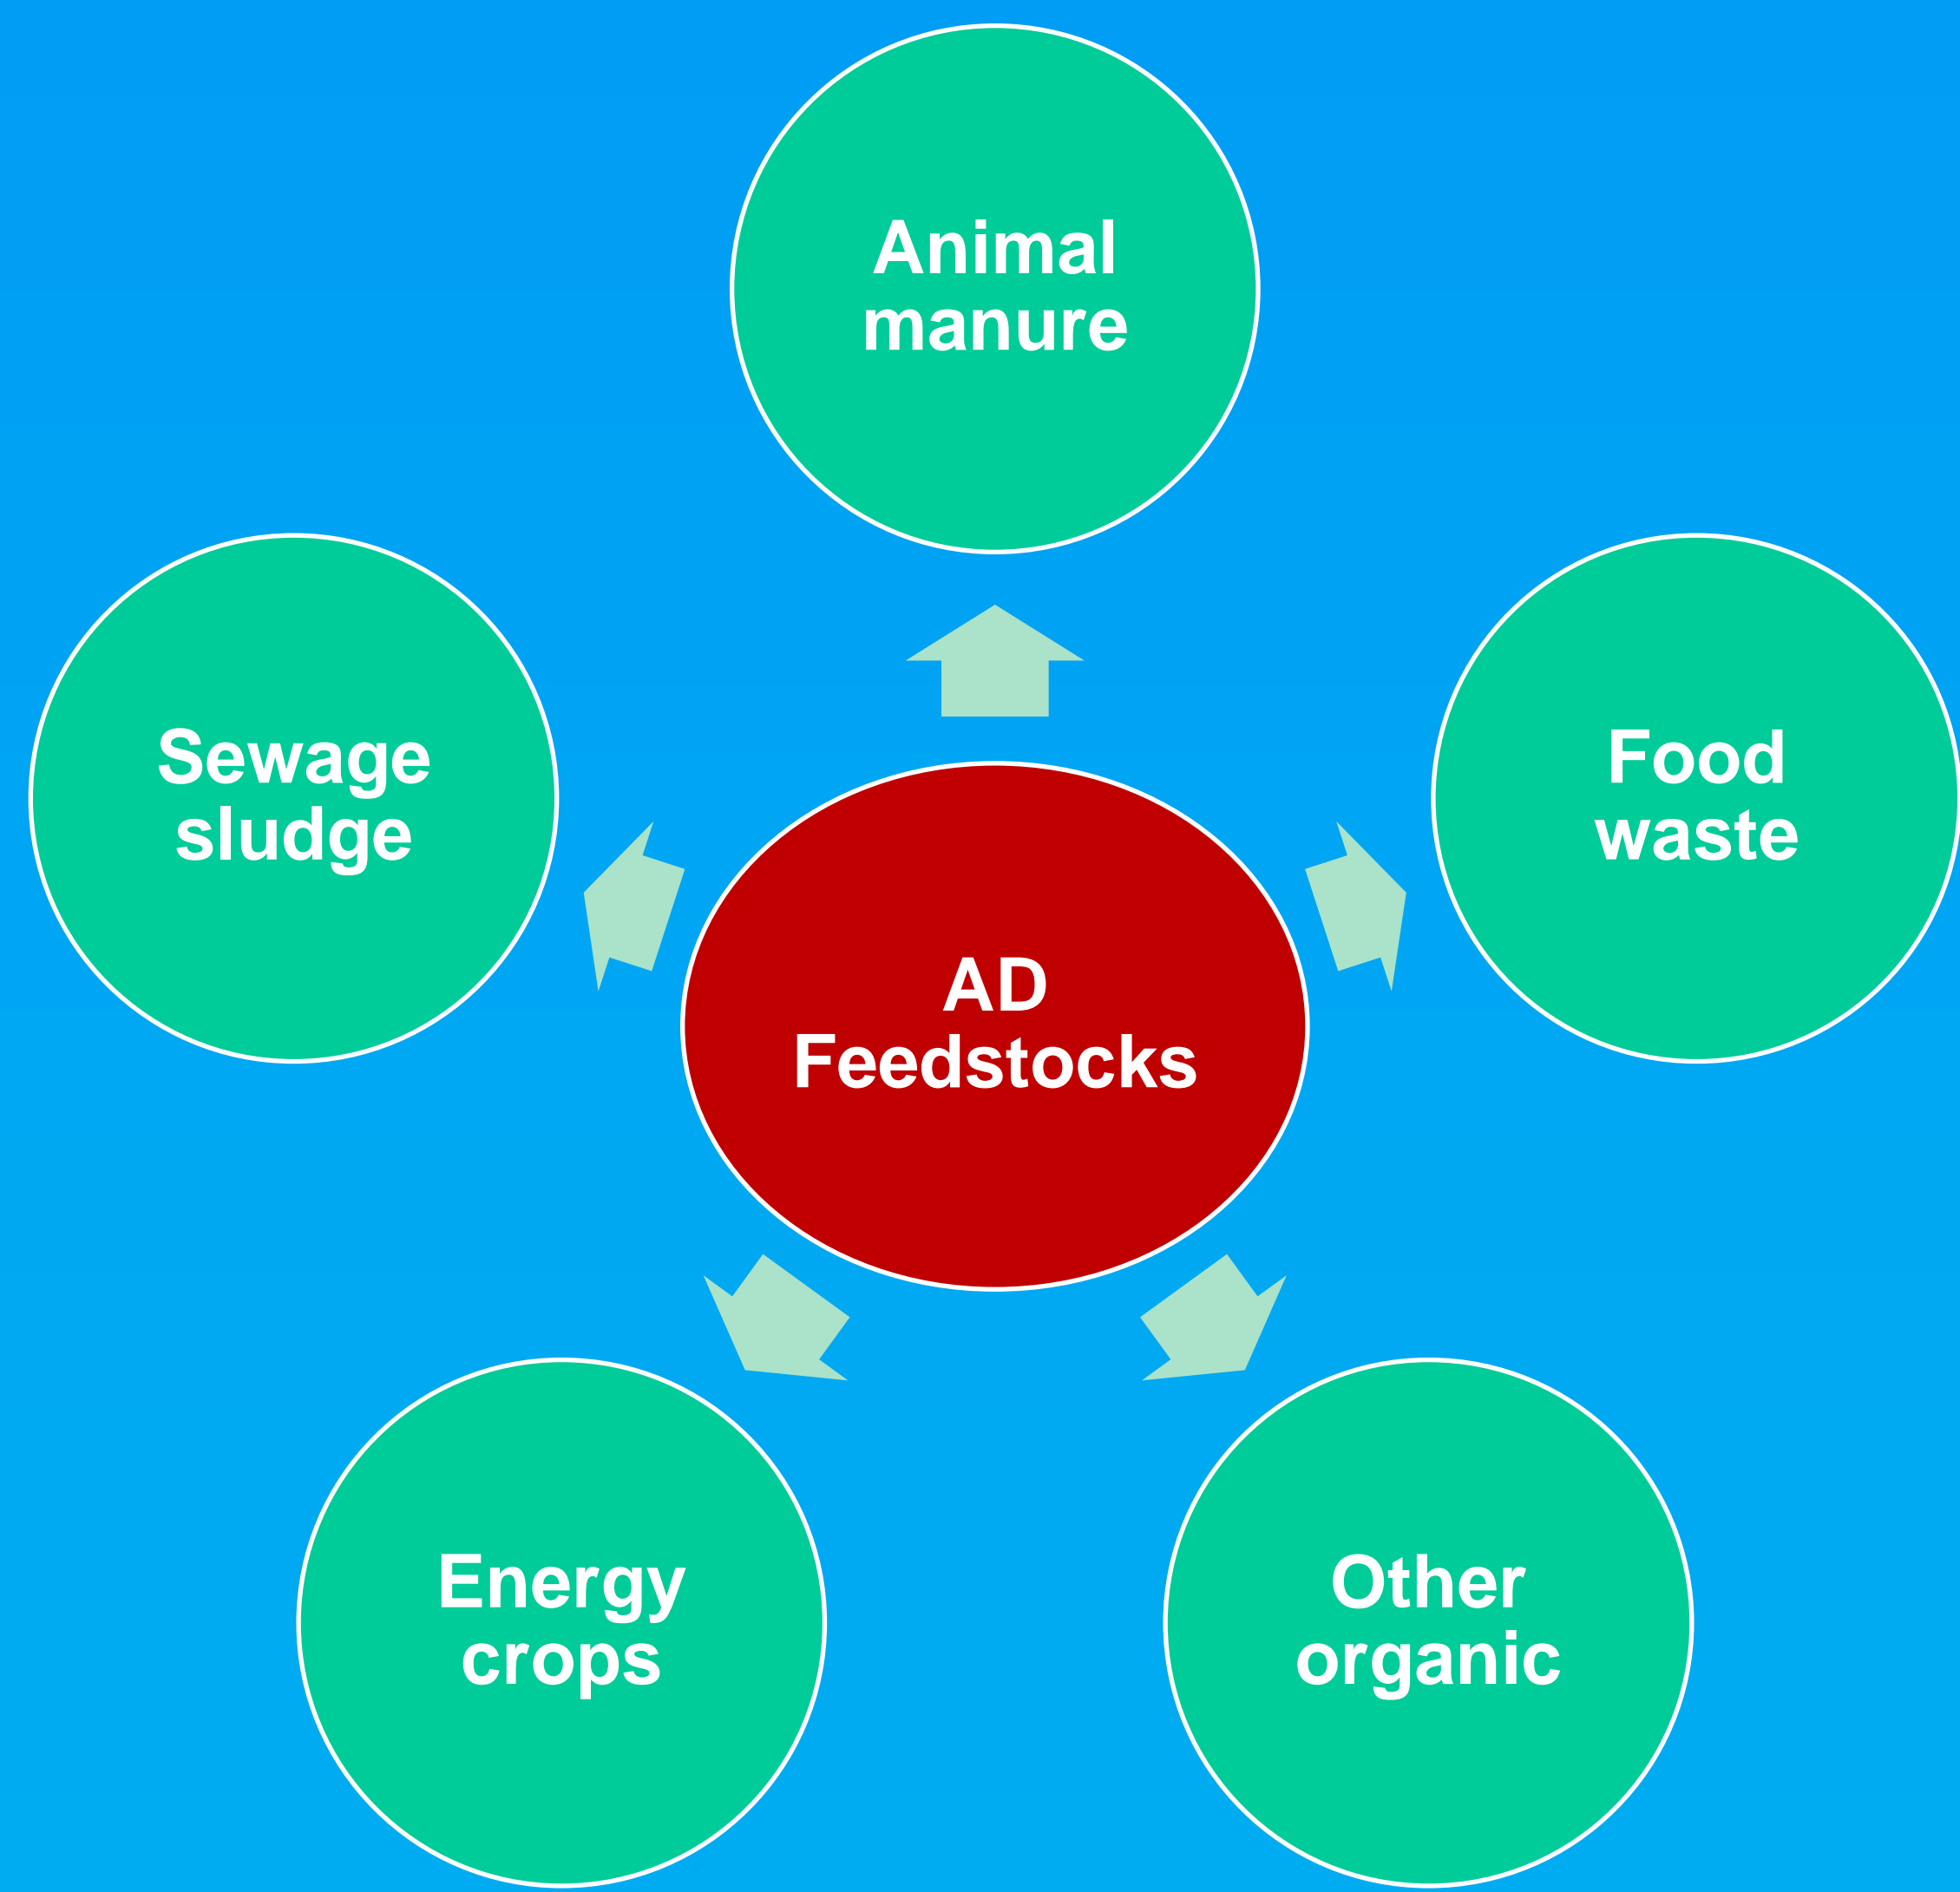 Animal
manure
Sewage
sludge
Food
waste
AD
Feedstocks
Energy
crops
Other
organic